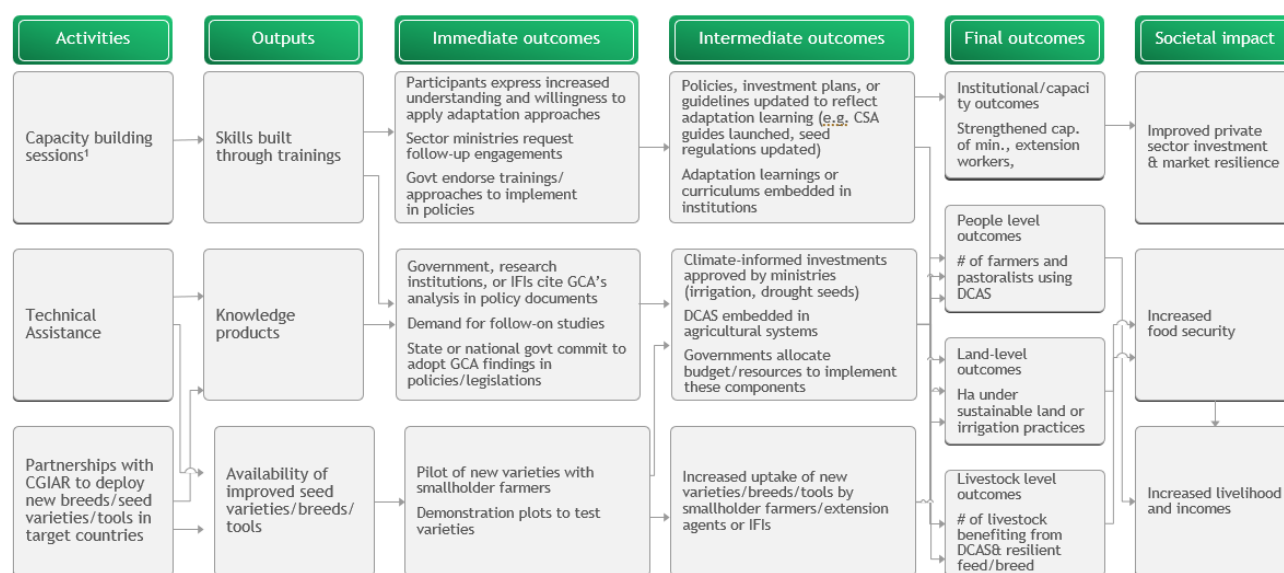 Activities
Outputs
Immediate outcomes
Intermediate outcomes
Final outcomes
Societal impact
Capacity building
sessions¹
Skills built
through trainings
Participants express increased
understanding and willingness to
apply adaptation approaches
Sector ministries request
follow-up engagements
Govt endorse trainings/
approaches to implement
in policies
Policies, investment plans, or
guidelines updated to reflect
adaptation learning (e.g. CSA
guides launched, seed
regulations updated)
Adaptation learnings or
curriculums embedded in
institutions
Institutional/capaci
ty outcomes
Strengthened cap.
of min., extension
workers,
Improved private
sector investment
& market resilience
Technical
Assistance
Knowledge
products
Government, research
institutions, or IFIs cite GCA’s
analysis in policy documents
Demand for follow-on studies
State or national govt commit to
adopt GCA findings in
policies/legislations
Climate-informed investments
approved by ministries
(irrigation, drought seeds)
DCAS embedded in
agricultural systems
Governments allocate
budget/resources to implement
these components
People level
outcomes
# of farmers and
pastoralists using
DCAS
Land-level
outcomes
Ha under
sustainable land or
irrigation practices
Increased
food security
Partnerships with
CGIAR to deploy
new breeds/seed
varieties/tools in
target countries
Availability of
improved seed
varieties/breeds/
tools
Pilot of new varieties with
smallholder farmers
Demonstration plots to test
varieties
Increased uptake of new
varieties/breeds/tools by
smallholder farmers/extension
agents or IFIs
Livestock level
outcomes
# of livestock
benefiting from
DCAS& resilient
feed/breed
Increased livelihood
and incomes